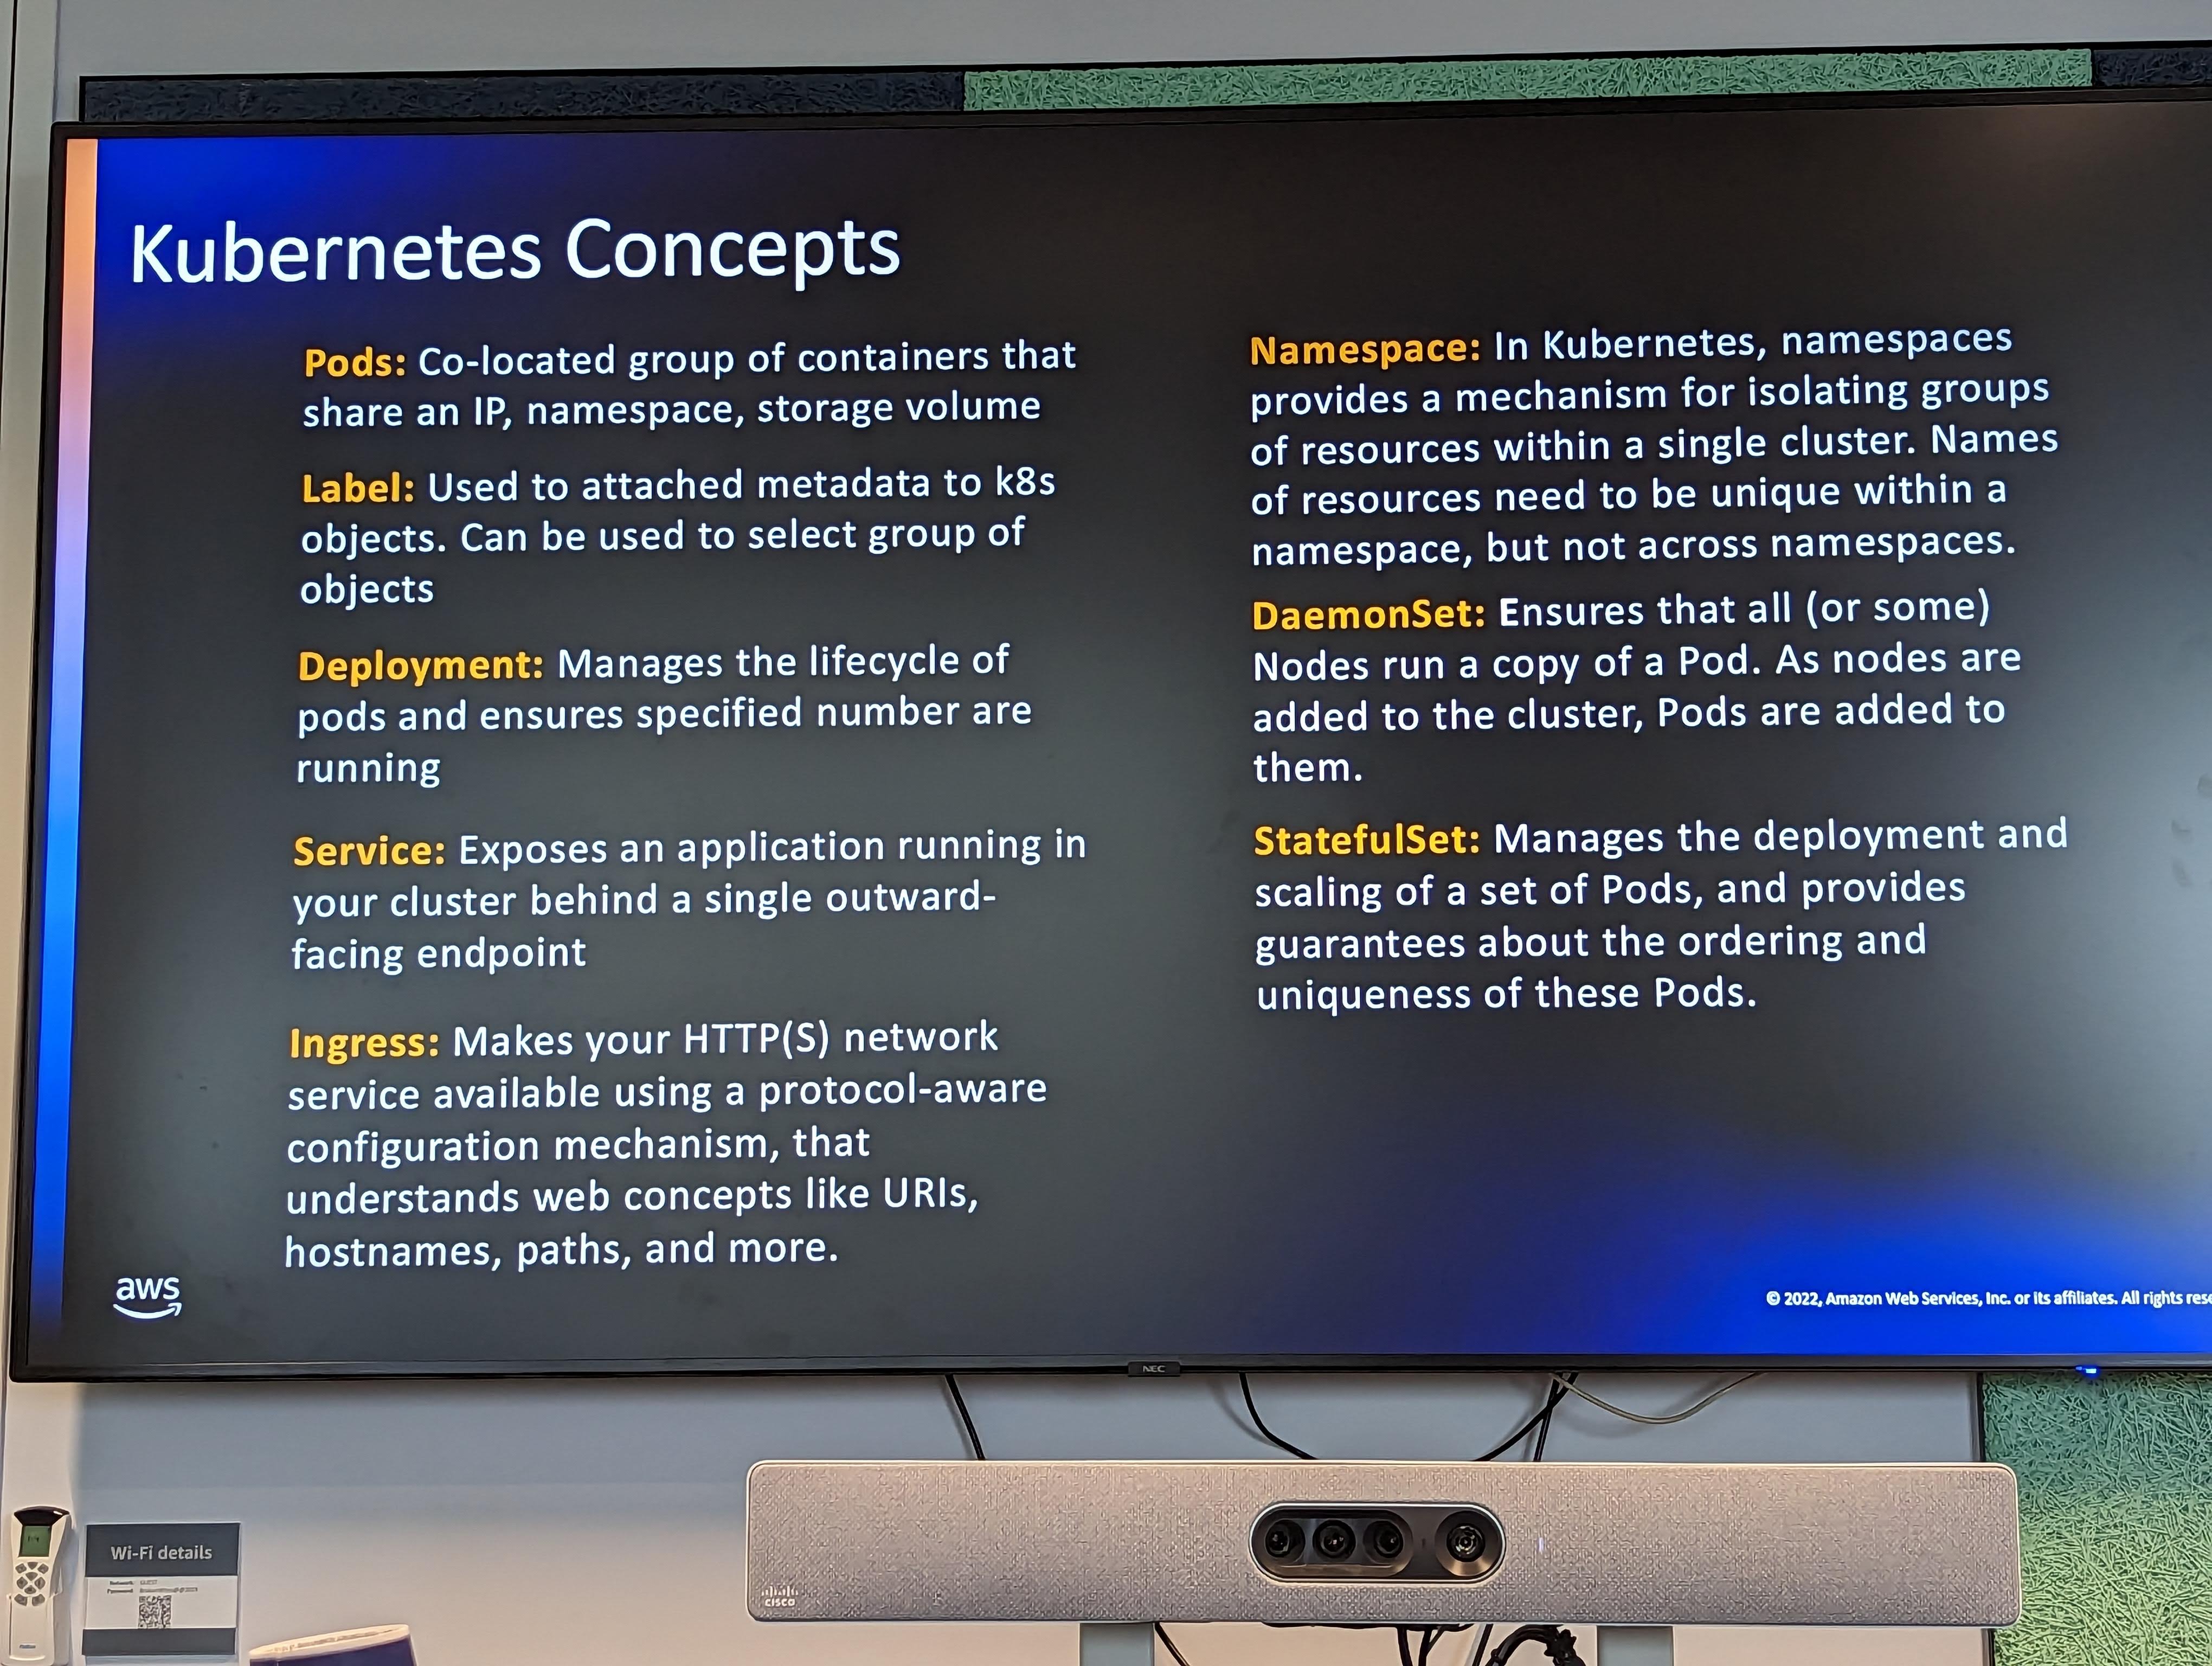 Kubernetes Concepts
Pods: Co-located group of containers that
share an IP, namespace, storage volume
Label: Used to attached metadata to k8s
objects. Can be used to select group of
objects
Deployment: Manages the lifecycle of
pods and ensures specified number are
running
Service: Exposes an application running in
your cluster behind a single outward-
facing endpoint
Ingress: Makes your HTTP(S) network
service available using a protocol-aware
configuration mechanism, that
understands web concepts like URIs,
hostnames, paths, and more.
Namespace: In Kubernetes, namespaces
provides a mechanism for isolating groups
of resources within a single cluster. Names
of resources need to be unique within a
namespace, but not across namespaces.
DaemonSet: Ensures that all (or some)
Nodes run a copy of a Pod. As nodes are
added to the cluster, Pods are added to
them.
StatefulSet: Manages the deployment and
scaling of a set of Pods, and provides
guarantees about the ordering and
uniqueness of these Pods.
aws
© 2022, Amazon Web Services, Inc. or its affiliates. All rights rese
NEC
Wi-Fi details
CISCO